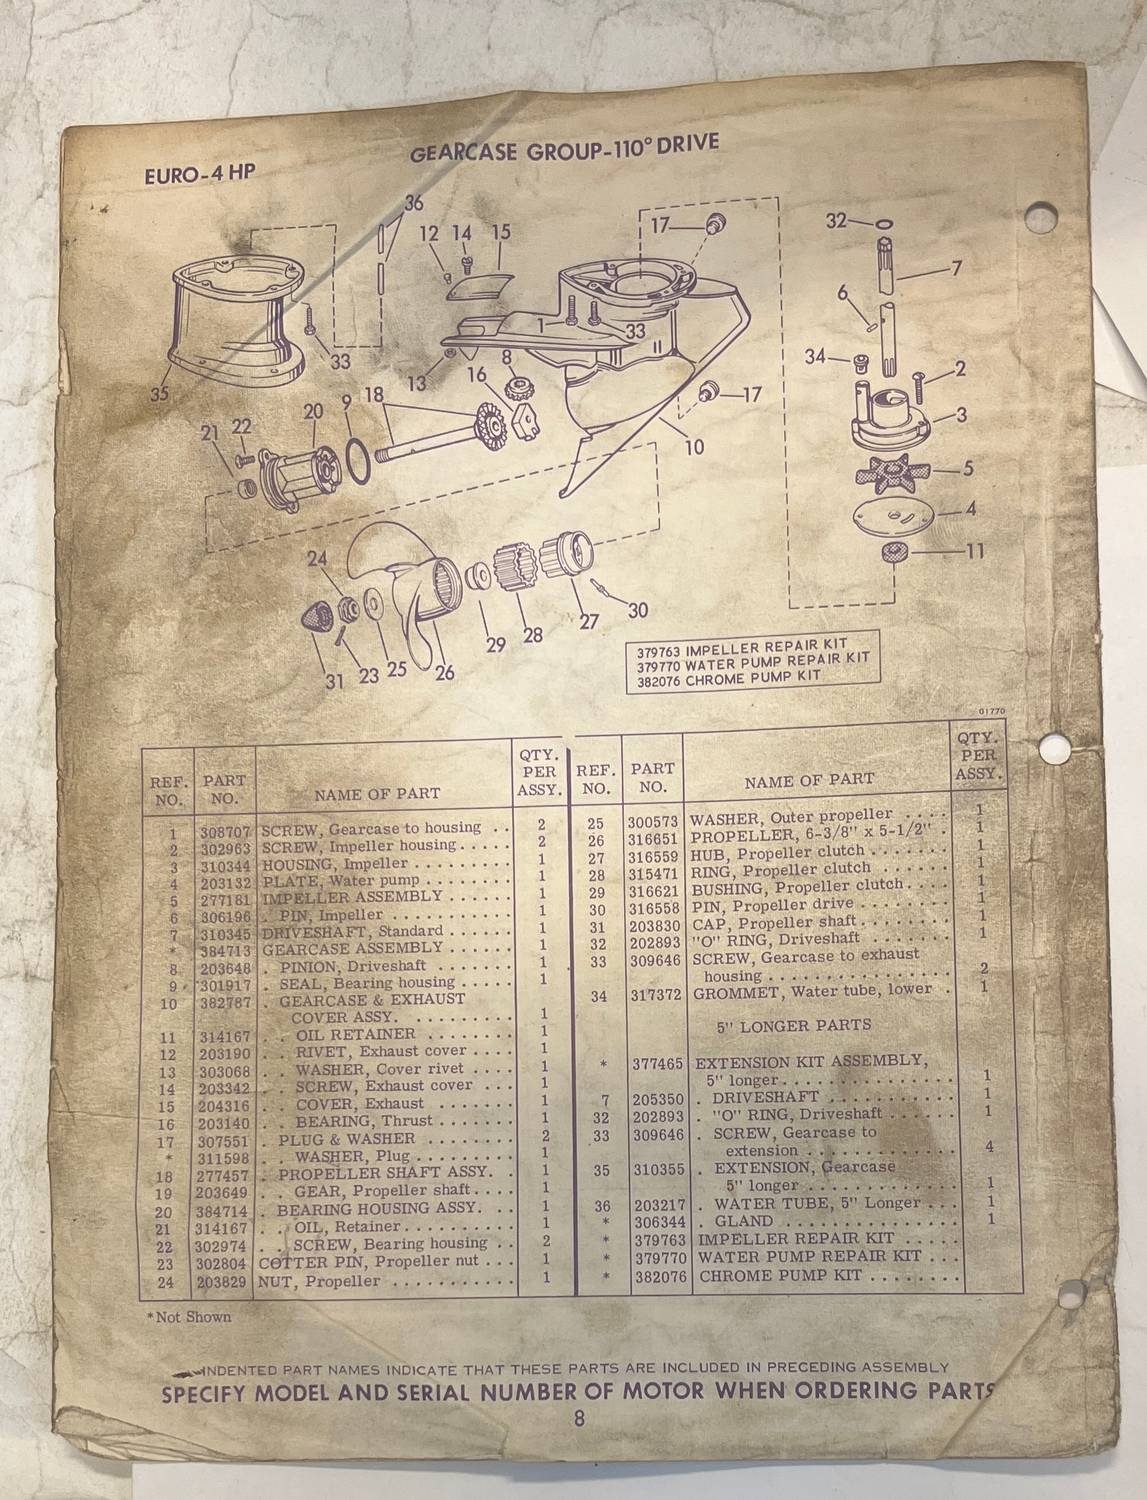 EURO-4 HP
GEARCASE GROUP-110° DRIVE
36
12 14 15
17
32
7
6
1
33
33
8
34
2
35
13
16
18
17
3
9
20
10
22
21
5
4
11
24
30
27
28
29
31 23 25 26
379763 IMPELLER REPAIR KIT
379770 WATER PUMP REPAIR KIT
382076 CHROME PUMP KIT
01770
REF. NO. PART NO. NAME OF PART QTY. PER ASSY.
1 308707 SCREW, Gearcase to housing . . 2
2 302963 SCREW, Impeller housing . . . . . 2
3 310344 HOUSING, Impeller . . . . . . . . . 1
4 203132 PLATE, Water pump . . . . . . . . 1
5 277181 IMPELLER ASSEMBLY . . . . . . 1
6 306196 . PIN, Impeller . . . . . . . . . . . 1
7 310345 DRIVESHAFT, Standard . . . . . . 1
* 384713 GEARCASE ASSEMBLY . . . . . . 1
8 203648 . PINION, Driveshaft . . . . . . . 1
9 301917 . SEAL, Bearing housing . . . . . 1
10 382787 . GEARCASE & EXHAUST
COVER ASSY. . . . . . . . . . 1
11 314167 . . OIL RETAINER . . . . . . . . 1
12 203190 . . RIVET, Exhaust cover . . . . 1
13 303068 . . WASHER, Cover rivet . . . . 1
14 203342 . . SCREW, Exhaust cover . . . 1
15 204316 . . COVER, Exhaust . . . . . . . 1
16 203140 . . BEARING, Thrust . . . . . . . 1
17 307551 . PLUG & WASHER . . . . . . . . 2
* 311598 . . WASHER, Plug . . . . . . . . . 1
18 277457 . PROPELLER SHAFT ASSY. . 1
19 203649 . . GEAR, Propeller shaft . . . . 1
20 384714 . BEARING HOUSING ASSY. . . 1
21 314167 . . OIL, Retainer . . . . . . . . . . 1
22 302974 . . SCREW, Bearing housing . . 2
23 302804 COTTER PIN, Propeller nut . . . 1
24 203829 NUT, Propeller . . . . . . . . . . . 1
REF. NO. PART NO. NAME OF PART QTY. PER ASSY.
25 300573 WASHER, Outer propeller . . . . 1
26 316651 PROPELLER, 6-3/8" x 5-1/2" . 1
27 316559 HUB, Propeller clutch . . . . . . . 1
28 315471 RING, Propeller clutch . . . . . . 1
29 316621 BUSHING, Propeller clutch . . . . 1
30 316558 PIN, Propeller drive . . . . . . . . 1
31 203830 CAP, Propeller shaft . . . . . . . . 1
32 202893 "O" RING, Driveshaft . . . . . . . 1
33 309646 SCREW, Gearcase to exhaust
housing . . . . . . . . . . . . . . . . 2
34 317372 GROMMET, Water tube, lower . 1
5" LONGER PARTS
* 377465 EXTENSION KIT ASSEMBLY,
5" longer . . . . . . . . . . . . . . . 1
7 205350 . DRIVESHAFT . . . . . . . . . . . 1
32 202893 . "O" RING, Driveshaft . . . . . . 1
33 309646 . SCREW, Gearcase to
extension . . . . . . . . . . . . . 4
35 310355 . EXTENSION, Gearcase
5" longer . . . . . . . . . . . . . 1
36 203217 . WATER TUBE, 5" Longer . . . 1
* 306344 . GLAND . . . . . . . . . . . . . . . 1
* 379763 IMPELLER REPAIR KIT . . . . .
* 379770 WATER PUMP REPAIR KIT . . .
* 382076 CHROME PUMP KIT . . . . . . . .
*Not Shown
INDENTED PART NAMES INDICATE THAT THESE PARTS ARE INCLUDED IN PRECEDING ASSEMBLY
SPECIFY MODEL AND SERIAL NUMBER OF MOTOR WHEN ORDERING PARTS
8